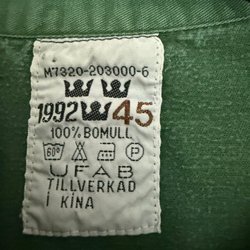 M7320-203000-6
1992 45
100% BOMULL
60° P
UFAB
TILLVERKAD
I KINA